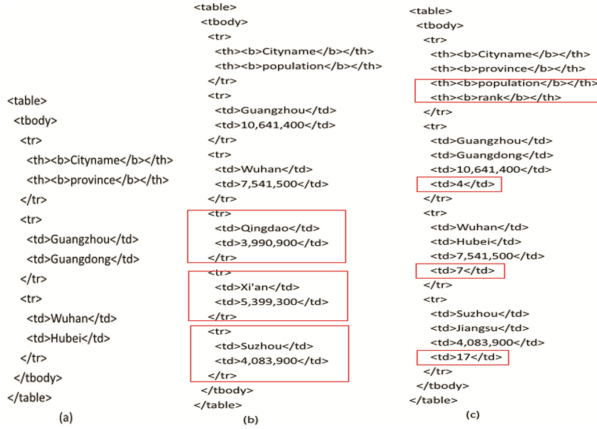 <table>
<tbody>
<tr>
<th><b>Cityname</b></th>
<th><b>province</b></th>
</tr>
<tr>
<td>Guangzhou</td>
<td>Guangdong</td>
</tr>
<tr>
<td>Wuhan</td>
<td>Hubei</td>
</tr>
</tbody>
</table>
(a)
<table>
<tbody>
<tr>
<th><b>Cityname</b></th>
<th><b>population</b></th>
</tr>
<tr>
<td>Guangzhou</td>
<td>10,641,400</td>
</tr>
<tr>
<td>Wuhan</td>
<td>7,541,500</td>
</tr>
<tr>
<td>Qingdao</td>
<td>3,990,900</td>
</tr>
<tr>
<td>Xi'an</td>
<td>5,399,300</td>
</tr>
<tr>
<td>Suzhou</td>
<td>4,083,900</td>
</tr>
</tbody>
</table>
(b)
<table>
<tbody>
<tr>
<th><b>Cityname</b></th>
<th><b>province</b></th>
<th><b>population</b></th>
<th><b>rank</b></th>
</tr>
<tr>
<td>Guangzhou</td>
<td>Guangdong</td>
<td>10,641,400</td>
<td>4</td>
</tr>
<tr>
<td>Wuhan</td>
<td>Hubei</td>
<td>7,541,500</td>
<td>7</td>
</tr>
<tr>
<td>Suzhou</td>
<td>Jiangsu</td>
<td>4,083,900</td>
<td>17</td>
</tr>
</tbody>
</table>
(c)